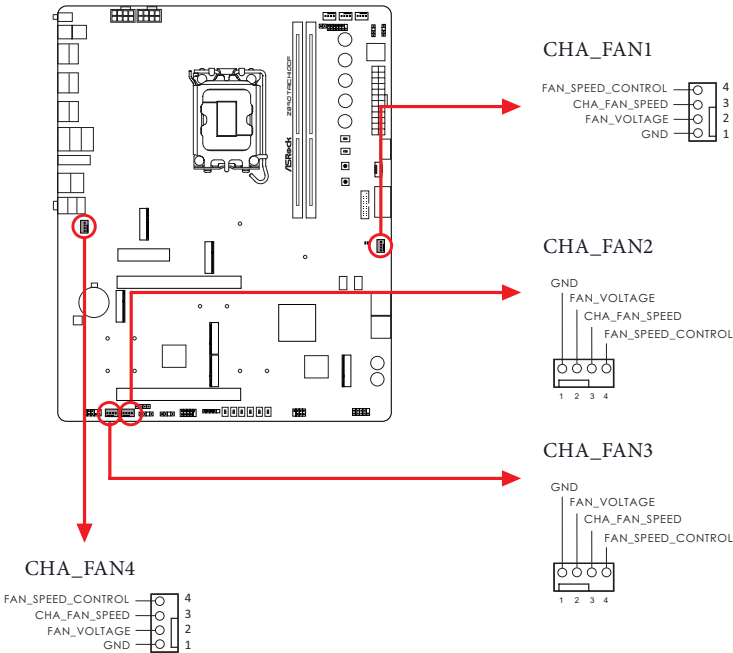 Z890 TAICHI OCF
ASRock
CHA_FAN1
FAN_SPEED_CONTROL 4
CHA_FAN_SPEED 3
FAN_VOLTAGE 2
GND 1
CHA_FAN2
GND
FAN_VOLTAGE
CHA_FAN_SPEED
FAN_SPEED_CONTROL
1 2 3 4
CHA_FAN3
GND
FAN_VOLTAGE
CHA_FAN_SPEED
FAN_SPEED_CONTROL
1 2 3 4
CHA_FAN4
FAN_SPEED_CONTROL 4
CHA_FAN_SPEED 3
FAN_VOLTAGE 2
GND 1